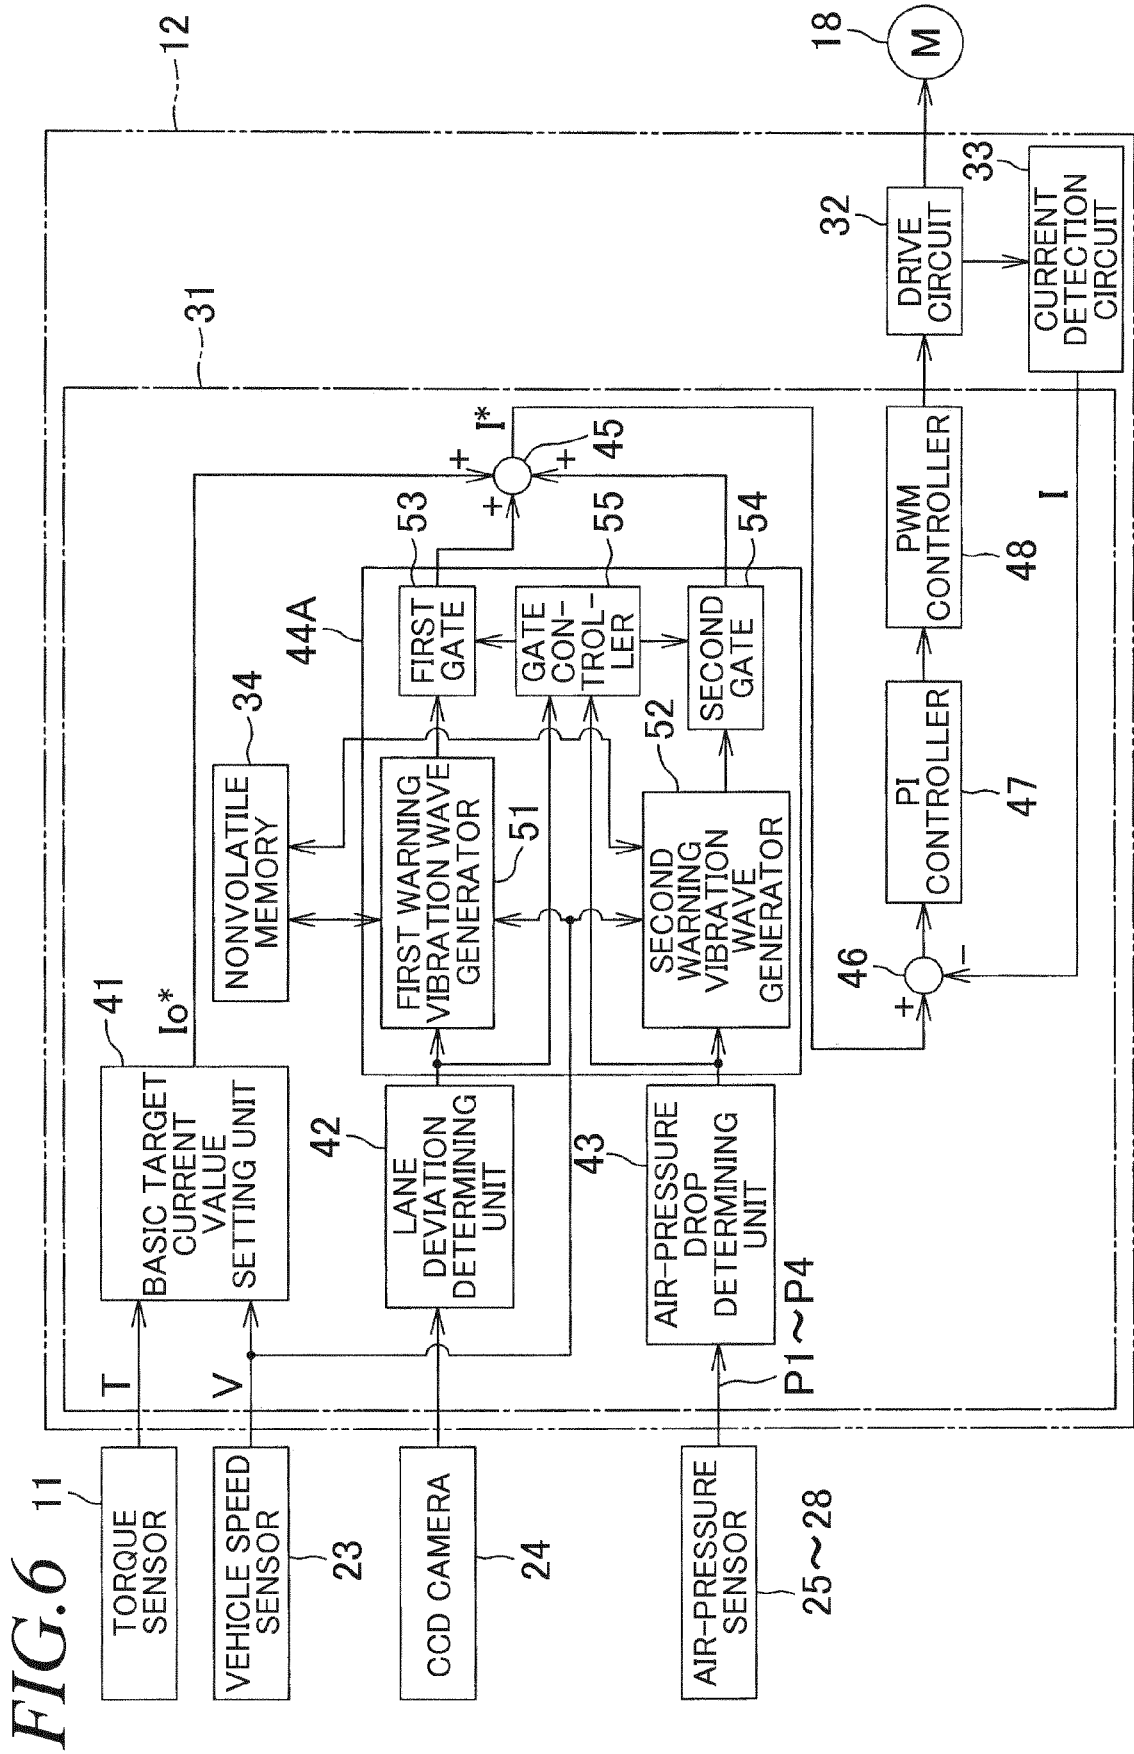 FIG.6
12
31
TORQUE
SENSOR
11
T
VEHICLE SPEED
SENSOR
23
V
CCD CAMERA
24
AIR-PRESSURE
SENSOR
25~28
P1~P4
BASIC TARGET
CURRENT
VALUE
SETTING UNIT
41
Io*
LANE
DEVIATION
DETERMINING
UNIT
42
AIR-PRESSURE
DROP
DETERMINING
UNIT
43
NONVOLATILE
MEMORY
34
44A
FIRST WARNING
VIBRATION WAVE
GENERATOR
51
SECOND
WARNING
VIBRATION
WAVE
GENERATOR
52
FIRST
GATE
53
GATE
CON-
TROL-
LER
55
SECOND
GATE
54
+
+
+
45
I*
46
+
−
PI
CONTROLLER
47
PWM
CONTROLLER
48
I
DRIVE
CIRCUIT
32
CURRENT
DETECTION
CIRCUIT
33
M
18